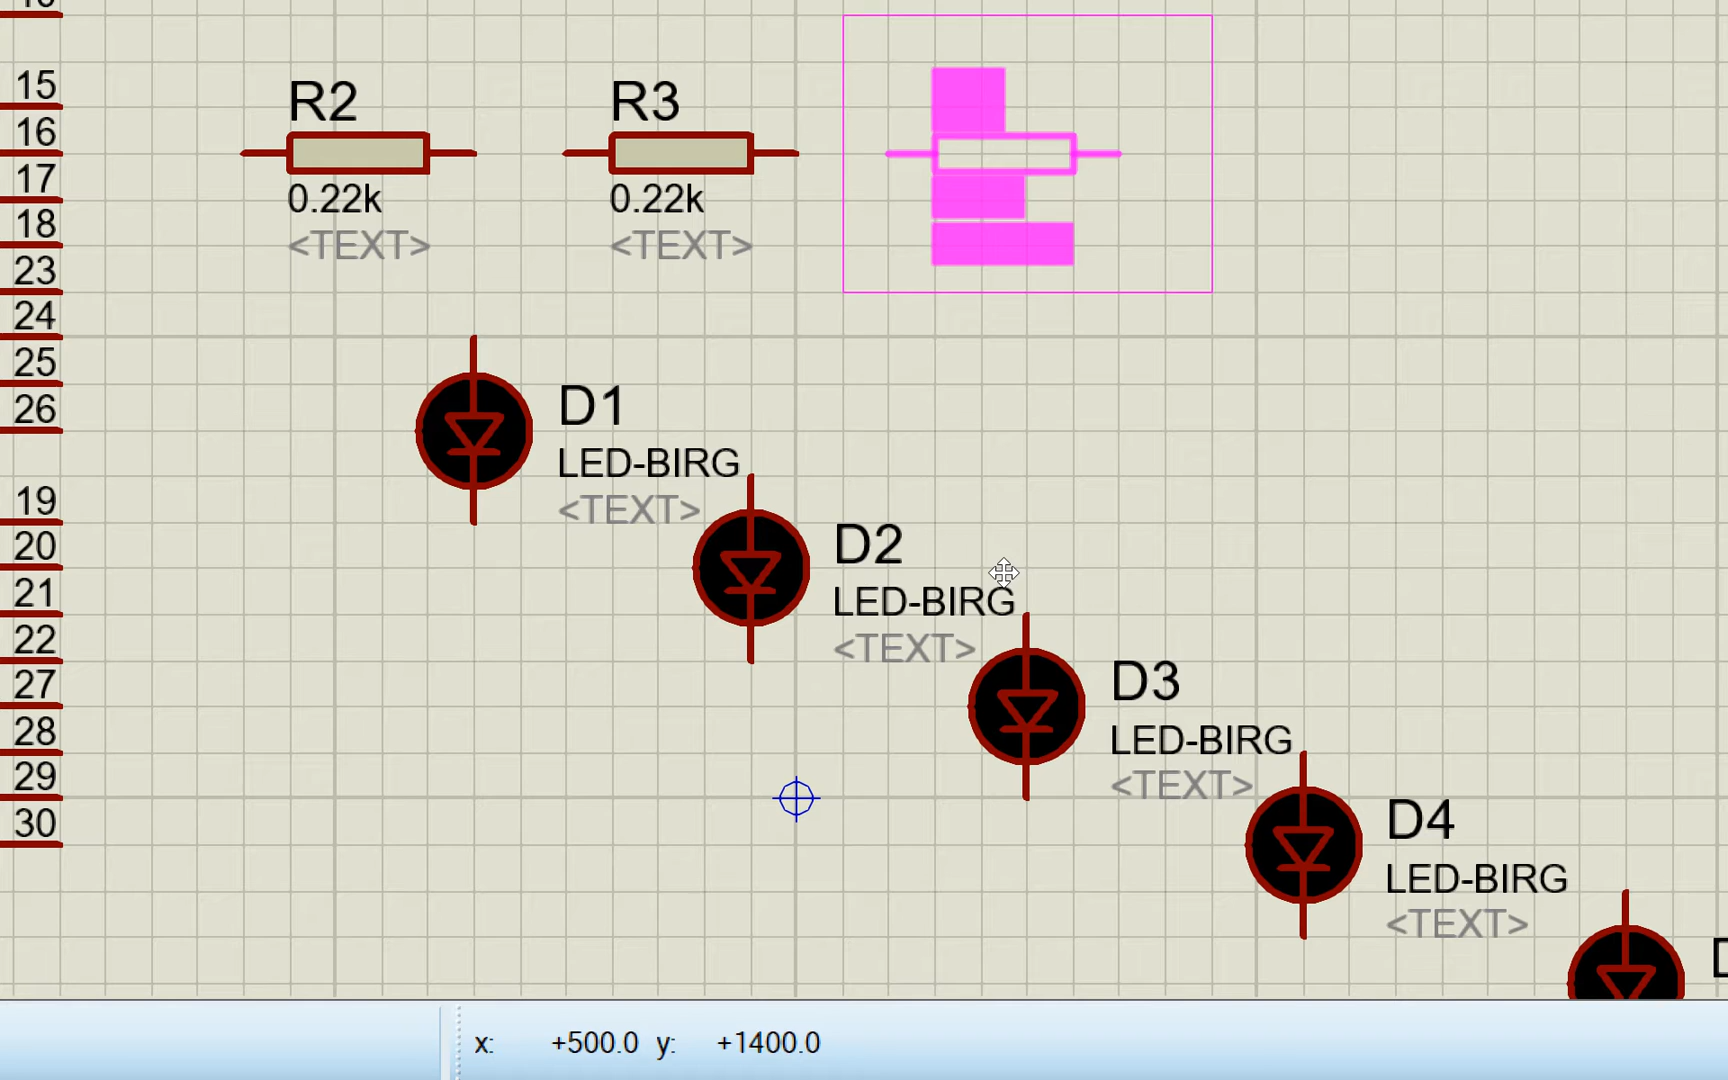 15
16
17
18
23
24
25
26
19
20
21
22
27
28
29
30
R2
0.22k
<TEXT>
R3
0.22k
<TEXT>
D1
LED-BIRG
<TEXT>
D2
LED-BIRG
<TEXT>
D3
LED-BIRG
<TEXT>
D4
LED-BIRG
<TEXT>
x: +500.0 y: +1400.0